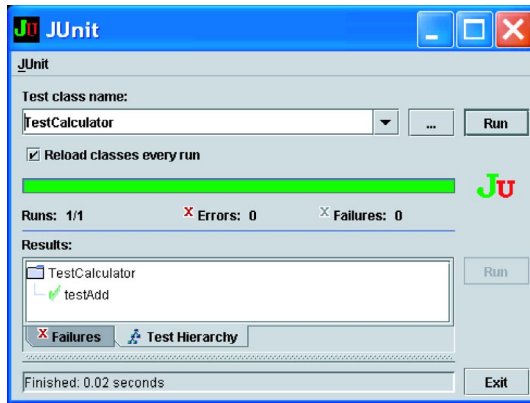 JU JUnit
JUnit
Test class name:
TestCalculator
... Run
Reload classes every run
JU
Runs: 1/1 X Errors: 0 X Failures: 0
Results:
TestCalculator
testAdd
Run
X Failures Test Hierarchy
Finished: 0.02 seconds
Exit